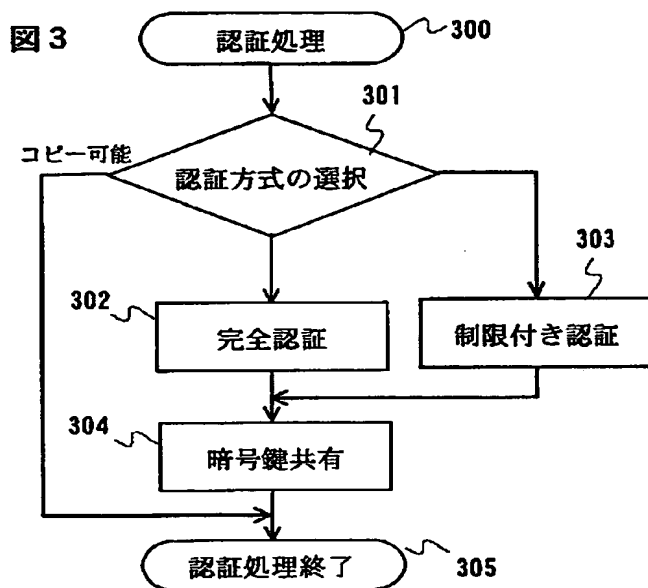 図3
認証処理
300
301
コピー可能
認証方式の選択
303
302
完全認証
制限付き認証
304
暗号鍵共有
認証処理終了
305